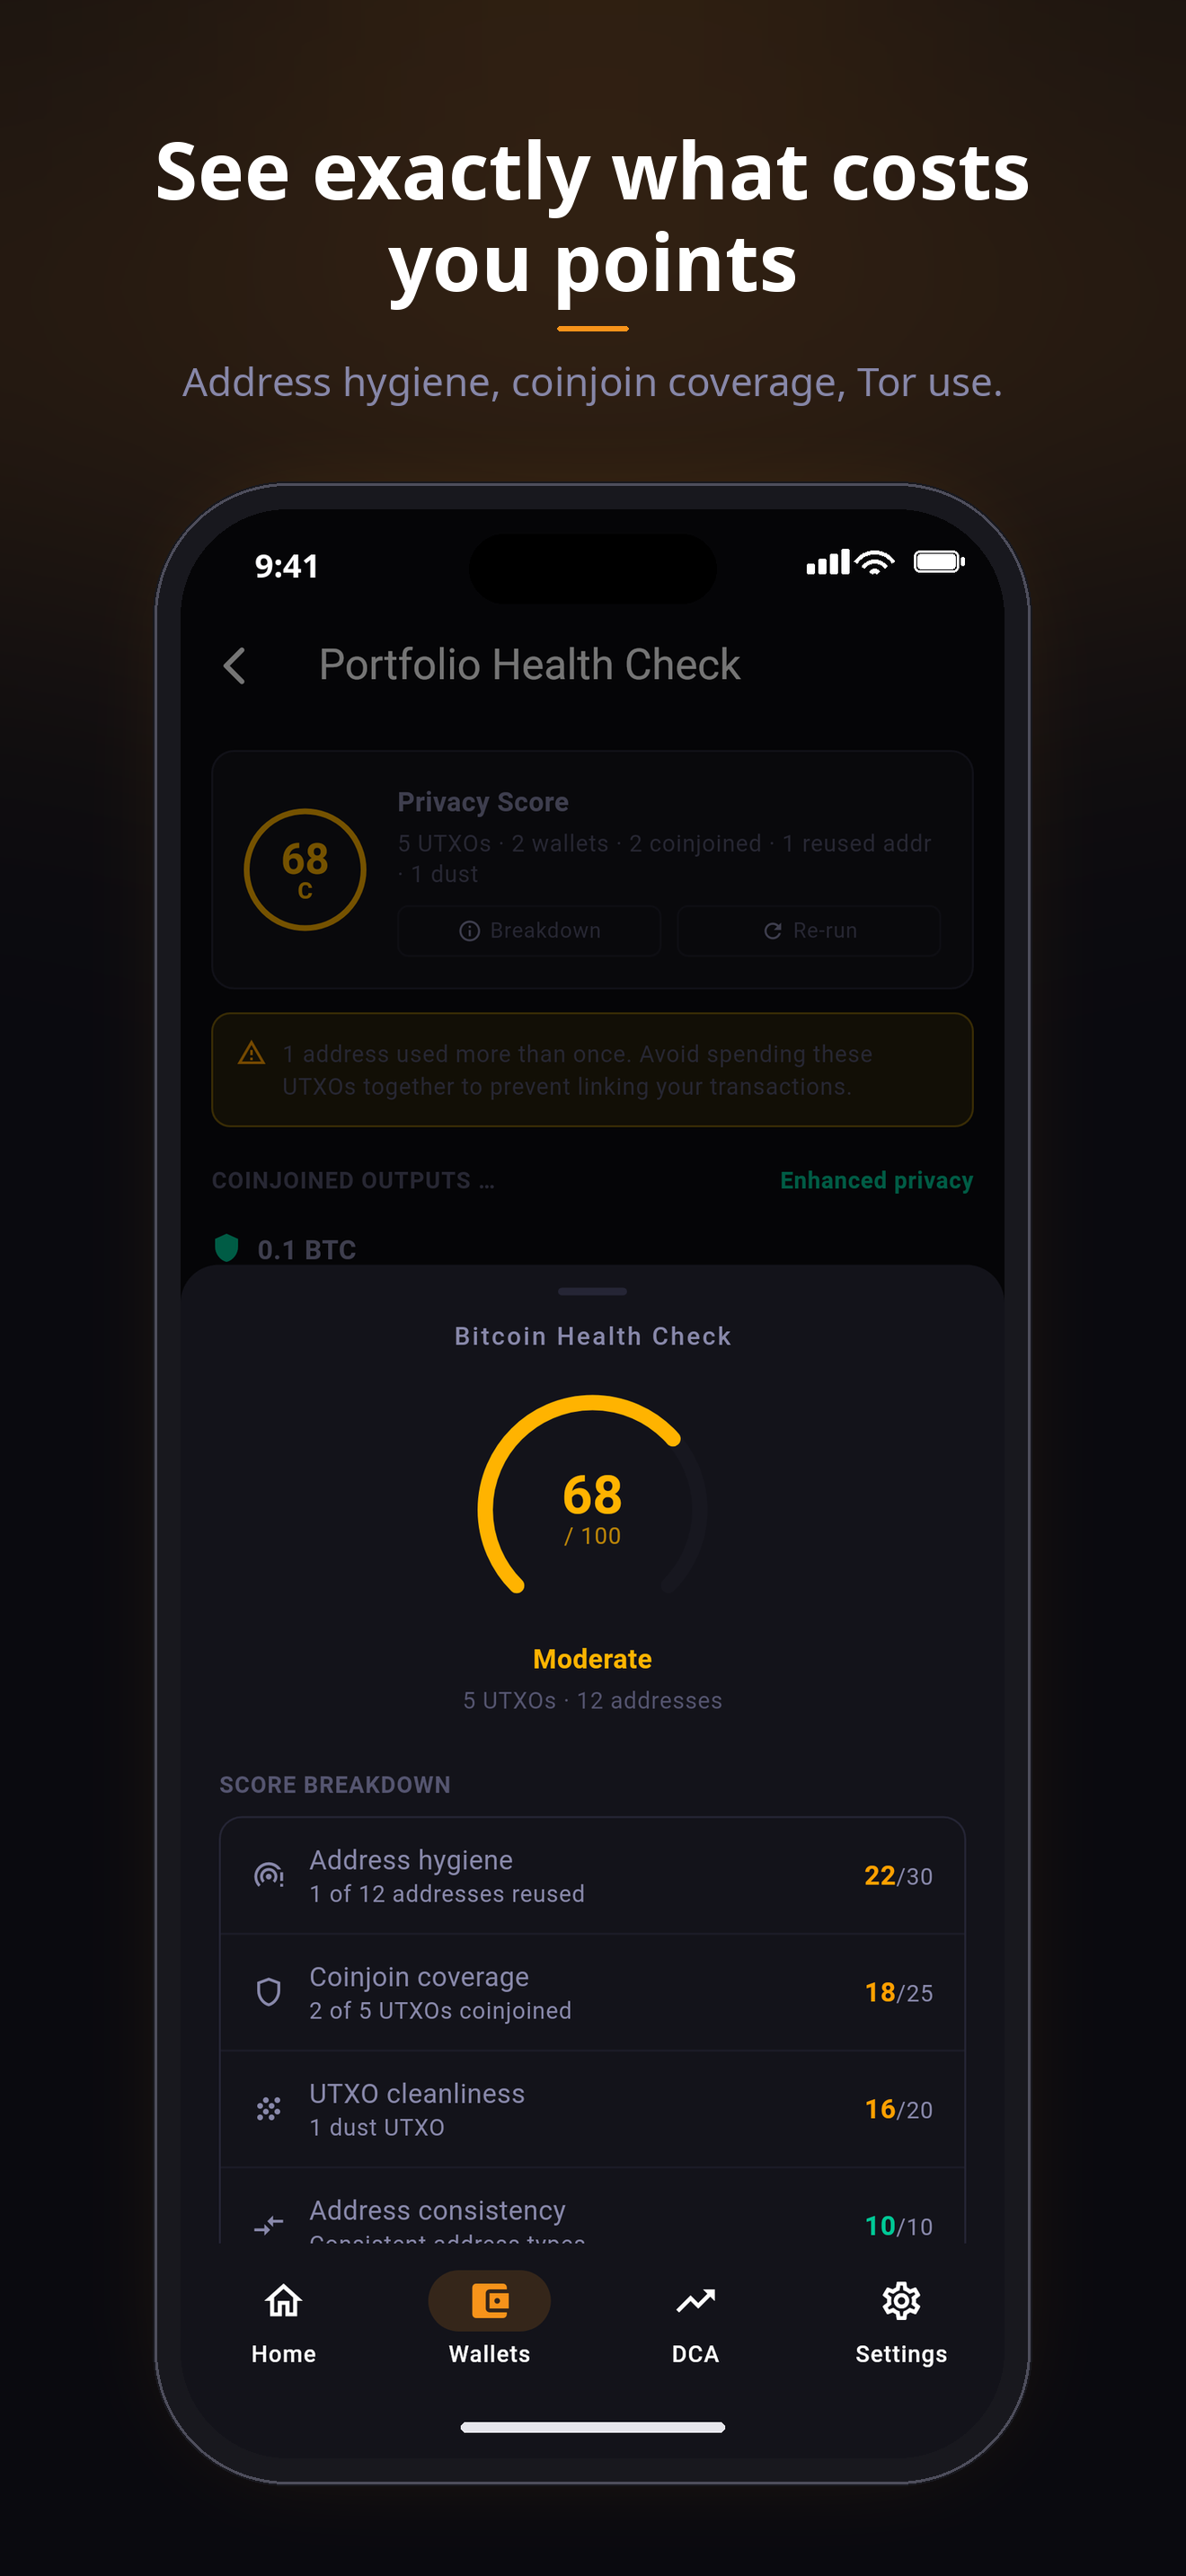 See exactly what costs
you points
Address hygiene, coinjoin coverage, Tor use.
9:41
Portfolio Health Check
68
C
Privacy Score
5 UTXOs · 2 wallets · 2 coinjoined · 1 reused addr
· 1 dust
Breakdown
Re-run
1 address used more than once. Avoid spending these
UTXOs together to prevent linking your transactions.
COINJOINED OUTPUTS ...
Enhanced privacy
0.1 BTC
Bitcoin Health Check
68
/ 100
Moderate
5 UTXOs · 12 addresses
SCORE BREAKDOWN
Address hygiene
1 of 12 addresses reused
22/30
Coinjoin coverage
2 of 5 UTXOs coinjoined
18/25
UTXO cleanliness
1 dust UTXO
16/20
Address consistency
Consistent address types
10/10
Home
Wallets
DCA
Settings